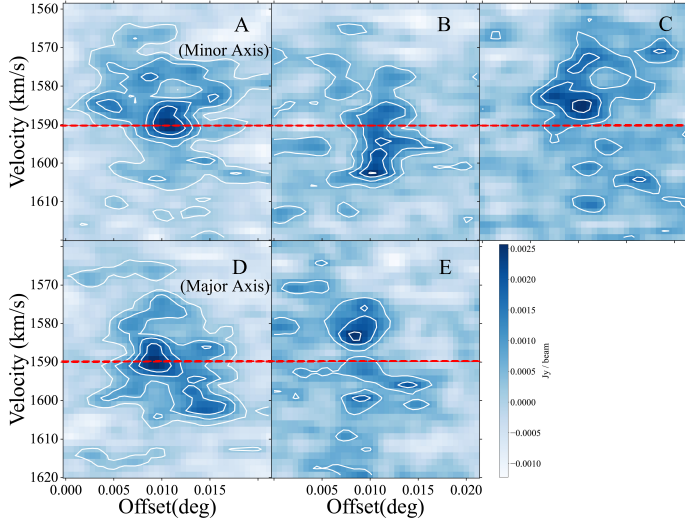 1560
A
B
C
(Minor Axis)
1570
1580
1590
1600
1610
Velocity (km/s)
D
E
(Major Axis)
1570
1580
1590
1600
1610
1620
Velocity (km/s)
0.000 0.005 0.010 0.015
0.005 0.010 0.015 0.020
Offset(deg)
Offset(deg)
0.0025
0.0020
0.0015
0.0010
0.0005
0.0000
−0.0005
−0.0010
Jy / beam